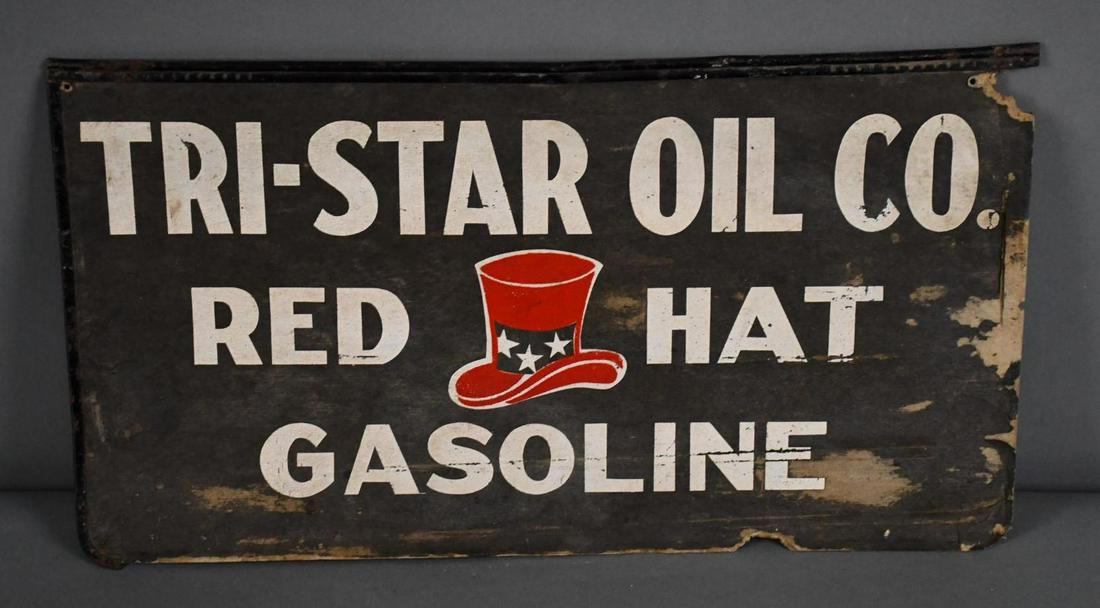 TRI-STAR OIL CO.
RED HAT
GASOLINE